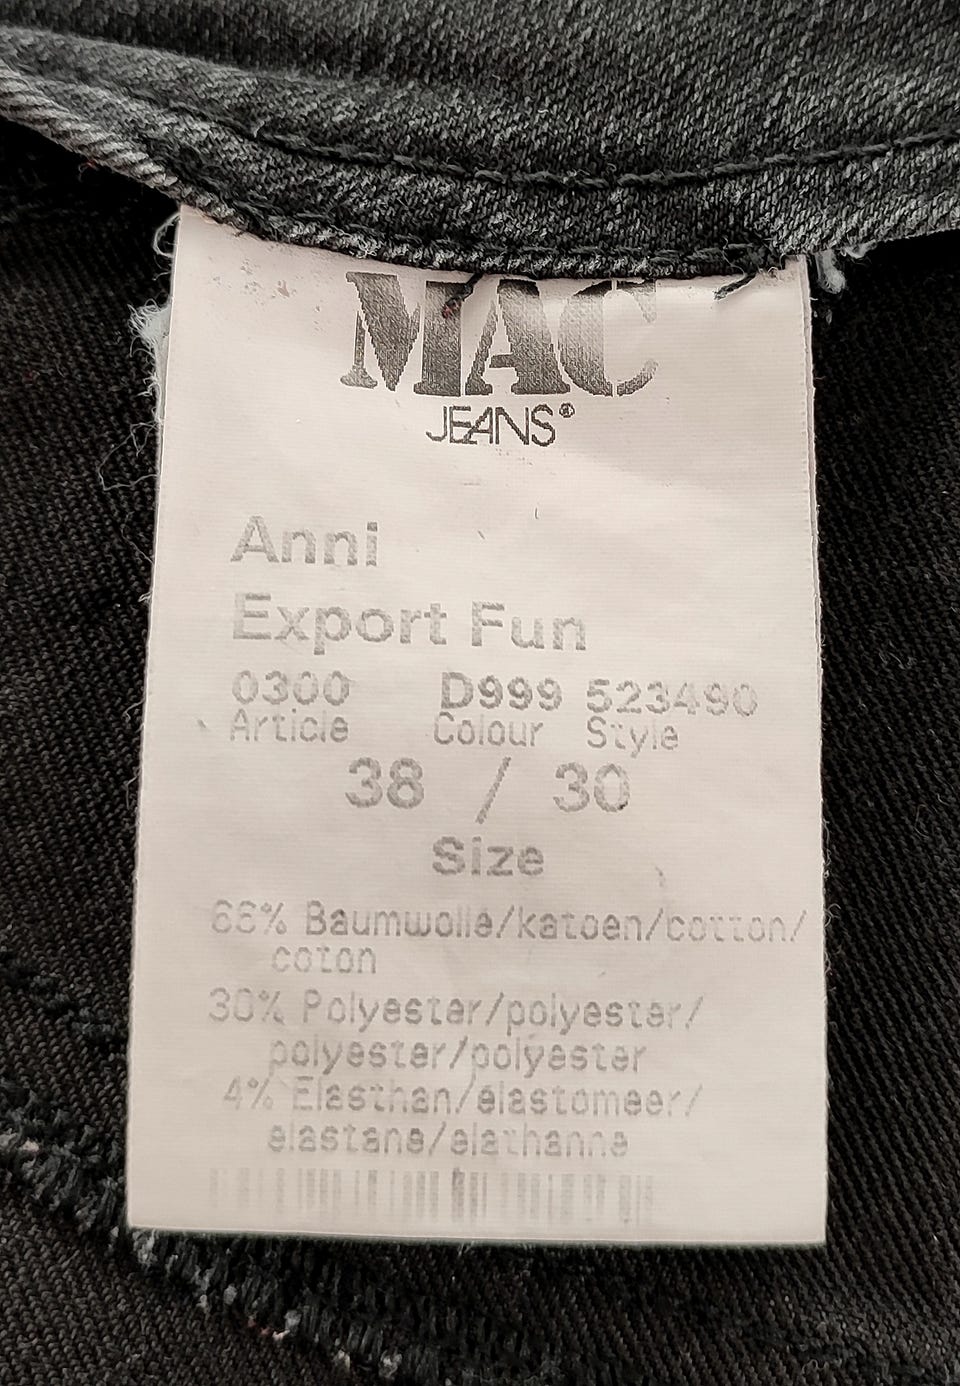 MAC
JEANS®
Anni
Export Fun
0300 D999 523490
Article Colour Style
38 / 30
Size
66% Baumwolle/katoen/cotton/
coton
30% Polyester/polyester/
polyester/polyester
4% Elasthan/elastomeer/
elastane/elathanne